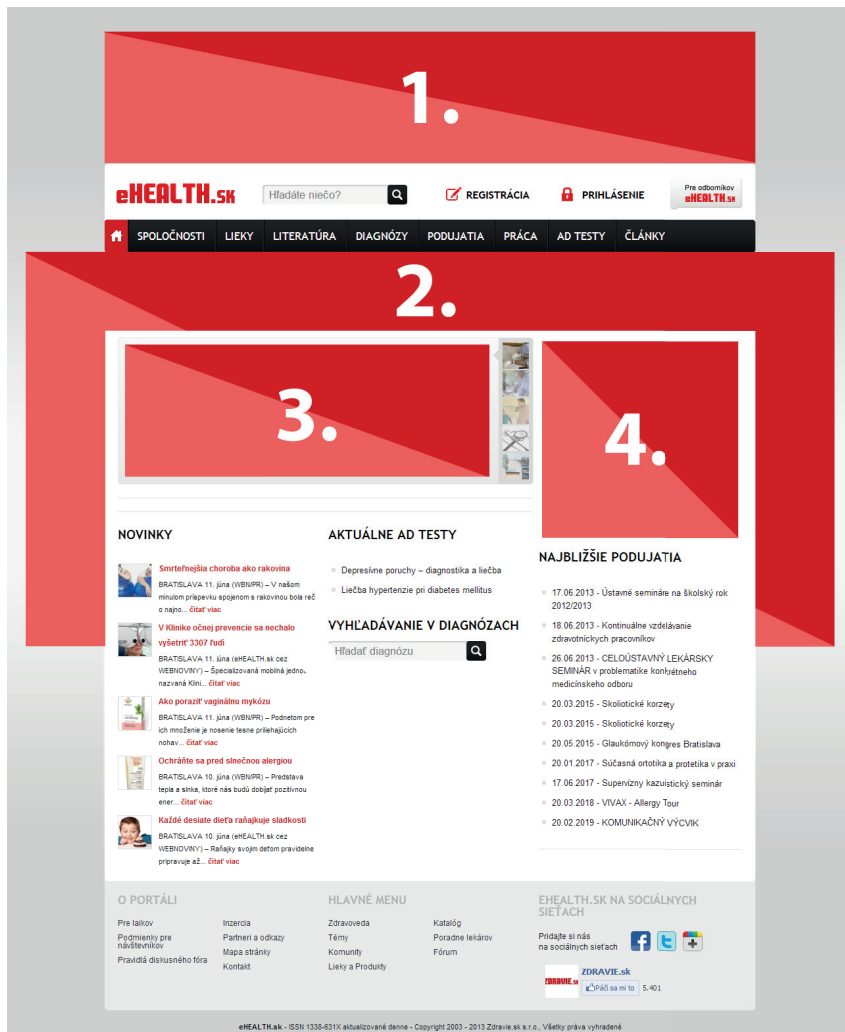 1.
eHEALTH.SK
Hľadáte niečo?
REGISTRÁCIA
PRIHLÁSENIE
Pre odborníkov
eHEALTH.SK
SPOLOČNOSTI LIEKY LITERATÚRA DIAGNÓZY PODUJATIA PRÁCA AD TESTY ČLÁNKY
2.
3.
4.
NOVINKY
Smrteľnejšia choroba ako rakovina
BRATISLAVA 11. júna (WBN/PR) – V našom
minulom príspevku spojenom s rakovinou bola reč
o najno... čítať viac
V Klinike očnej prevencie sa nechalo
vyšetriť 3307 ľudí
BRATISLAVA 11. júna (eHEALTH.sk cez
WEBNOVINY) – Špecializovaná mobilná jedno.
nazvaná Klini... čítať viac
Ako poraziť vaginálnu mykózu
BRATISLAVA 11. júna (WBN/PR) – Podnetom pre
ich množenie je nosenie tesne priliehajúcich
nohav... čítať viac
Ochráňte sa pred slnečnou alergiou
BRATISLAVA 10. júna (WBN/PR) – Predstava
tepla a slnka, ktoré nás budú dobíjať pozitívnou
ener... čítať viac
Každé desiate dieťa raňajkuje sladkosti
BRATISLAVA 10. júna (eHEALTH.sk cez
WEBNOVINY) – Raňajky svojim deťom pravidelne
pripravuje až... čítať viac
AKTUÁLNE AD TESTY
Depresívne poruchy – diagnostika a liečba
Liečba hypertenzie pri diabetes mellitus
VYHĽADÁVANIE V DIAGNÓZACH
Hľadať diagnózu
NAJBLIŽŠIE PODUJATIA
17.06.2013 - Ústavné semináre na školský rok
2012/2013
18.06.2013 - Kontinuálne vzdelávanie
zdravotníckych pracovníkov
26.06.2013 - CELOÚSTAVNÝ LEKÁRSKY
SEMINÁR v problematike konkrétneho
medicínskeho odboru
20.03.2015 - Skoliotické korzety
20.03.2015 - Skoliotické korzety
20.05.2015 - Glaukómový kongres Bratislava
20.01.2017 - Súčasná ortotika a protetika v praxi
17.06.2017 - Supervízny kazuistický seminár
20.03.2018 - VIVAX - Allergy Tour
20.02.2019 - KOMUNIKAČNÝ VÝCVIK
O PORTÁLI
Pre laikov
Podmienky pre
návštevníkov
Pravidlá diskusného fóra
Inzercia
Partneri a odkazy
Mapa stránky
Kontakt
HLAVNÉ MENU
Zdravoveda
Témy
Komunity
Lieky a Produkty
Katalóg
Poradne lekárov
Fórum
EHEALTH.SK NA SOCIÁLNYCH
SIEŤACH
Pridajte si nás
na sociálnych sieťach
ZDRAVIE.sk
ZDRAVIE.sk
Páči sa mi to 5.401
eHEALTH.sk - ISSN 1338-631X aktualizované denne - Copyright 2003 - 2013 Zdravie.sk s.r.o., Všetky práva vyhradené